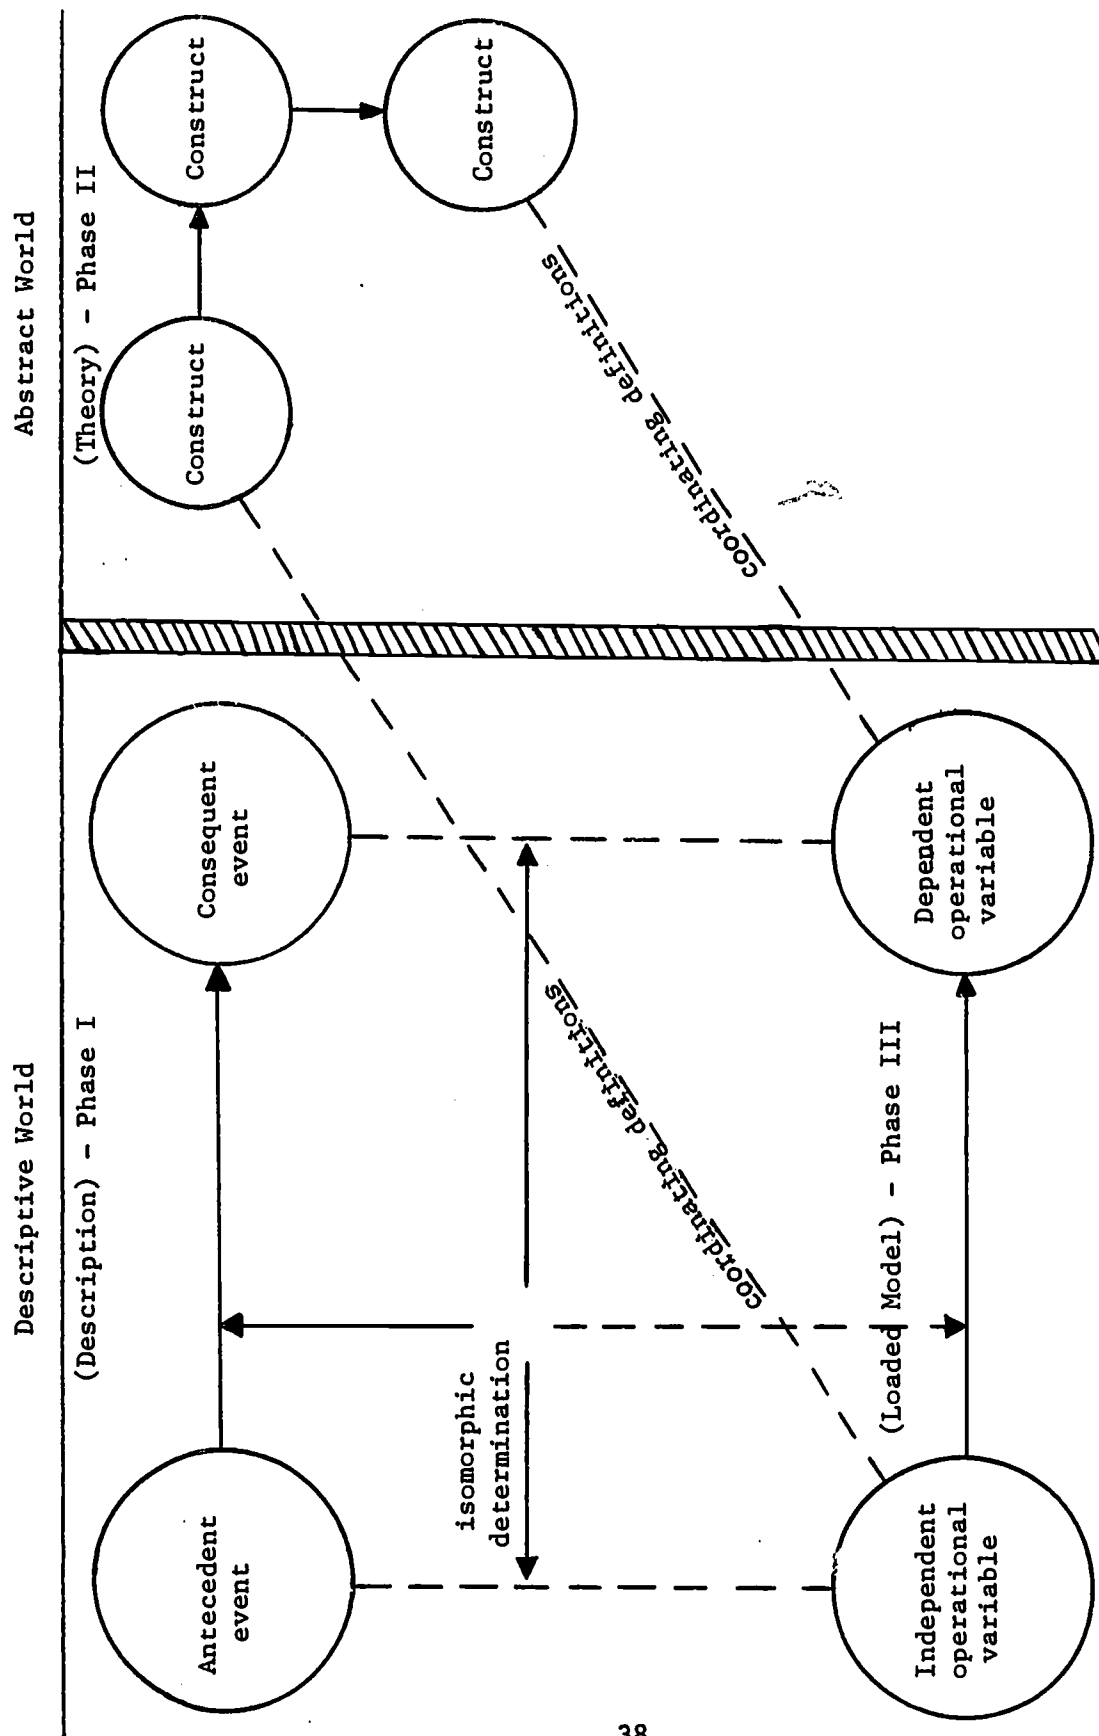 Descriptive World
Abstract World
(Description) - Phase I
(Theory) - Phase II
Antecedent
event
Consequent
event
Construct
Construct
Construct
isomorphic
determination
coordinating definitions
coordinating definitions
(Loaded Model) - Phase III
Independent
operational
variable
Dependent
operational
variable
38